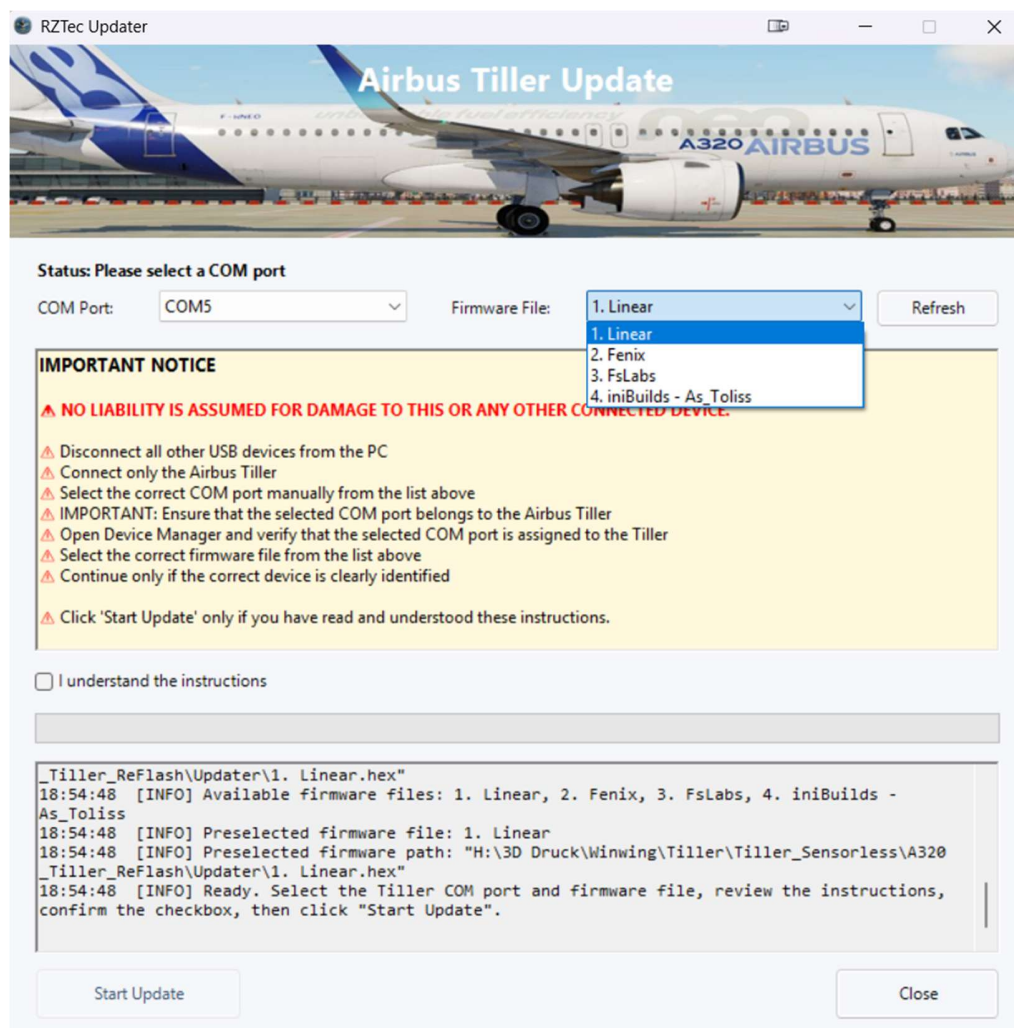 RZTec Updater
Airbus Tiller Update
F-WNEO
fuel efficiency
neo
A320 AIRBUS
Status: Please select a COM port
COM Port:
COM5
Firmware File:
1. Linear
Refresh
1. Linear
2. Fenix
3. FsLabs
4. iniBuilds - As_Toliss
IMPORTANT NOTICE
⚠ NO LIABILITY IS ASSUMED FOR DAMAGE TO THIS OR ANY OTHER CONNECTED DEVICE.
⚠ Disconnect all other USB devices from the PC
⚠ Connect only the Airbus Tiller
⚠ Select the correct COM port manually from the list above
⚠ IMPORTANT: Ensure that the selected COM port belongs to the Airbus Tiller
⚠ Open Device Manager and verify that the selected COM port is assigned to the Tiller
⚠ Select the correct firmware file from the list above
⚠ Continue only if the correct device is clearly identified
⚠ Click 'Start Update' only if you have read and understood these instructions.
I understand the instructions
_Tiller_ReFlash\Updater\1. Linear.hex"
18:54:48  [INFO] Available firmware files: 1. Linear, 2. Fenix, 3. FsLabs, 4. iniBuilds -
As_Toliss
18:54:48  [INFO] Preselected firmware file: 1. Linear
18:54:48  [INFO] Preselected firmware path: "H:\3D Druck\Winwing\Tiller\Tiller_Sensorless\A320
_Tiller_ReFlash\Updater\1. Linear.hex"
18:54:48  [INFO] Ready. Select the Tiller COM port and firmware file, review the instructions,
confirm the checkbox, then click "Start Update".
Start Update
Close